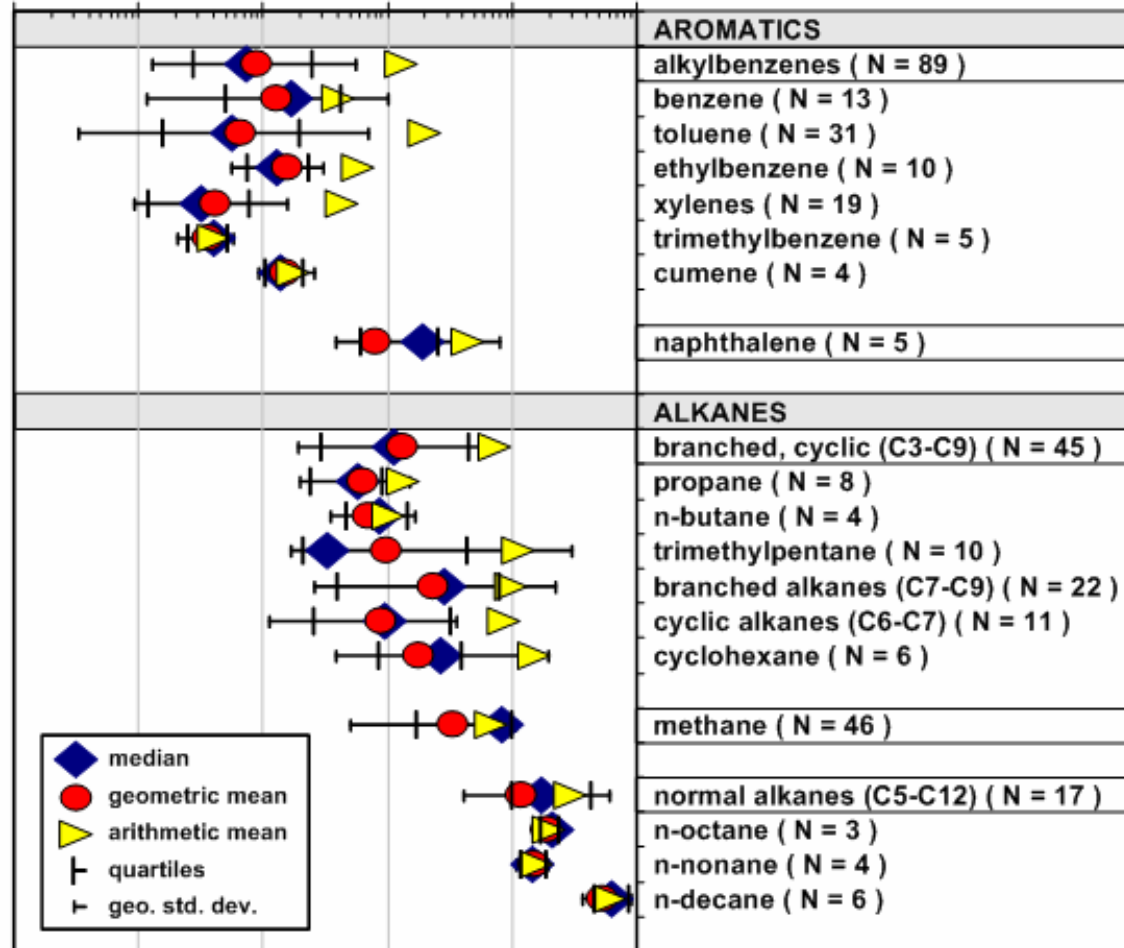 AROMATICS
alkylbenzenes ( N = 89 )
benzene ( N = 13 )
toluene ( N = 31 )
ethylbenzene ( N = 10 )
xylenes ( N = 19 )
trimethylbenzene ( N = 5 )
cumene ( N = 4 )
naphthalene ( N = 5 )
ALKANES
branched, cyclic (C3-C9) ( N = 45 )
propane ( N = 8 )
n-butane ( N = 4 )
trimethylpentane ( N = 10 )
branched alkanes (C7-C9) ( N = 22 )
cyclic alkanes (C6-C7) ( N = 11 )
cyclohexane ( N = 6 )
methane ( N = 46 )
normal alkanes (C5-C12) ( N = 17 )
n-octane ( N = 3 )
n-nonane ( N = 4 )
n-decane ( N = 6 )
median
geometric mean
arithmetic mean
quartiles
geo. std. dev.